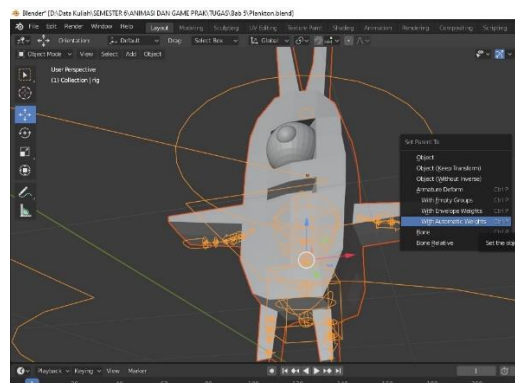 Blender* [D:\Data Kuliah\SEMESTER 6\ANIMASI DAN GAME PRAK\TUGAS\Bab 5\Plankton.blend]
File Edit Render Window Help Layout Modeling Sculpting UV Editing Texture Paint Shading Animation Rendering Compositing Scripting
Orientation: Default Drag: Select Box Global
Object Mode View Select Add Object
User Perspective
(1) Collection | rig
Set Parent To
Object
Object (Keep Transform)
Object (Without Inverse)
Armature Deform Ctrl P
With Empty Groups Ctrl P
With Envelope Weights Ctrl P
With Automatic Weights Ctrl P
Bone Ctrl P
Bone Relative Set the obj
Playback Keying View Marker 1